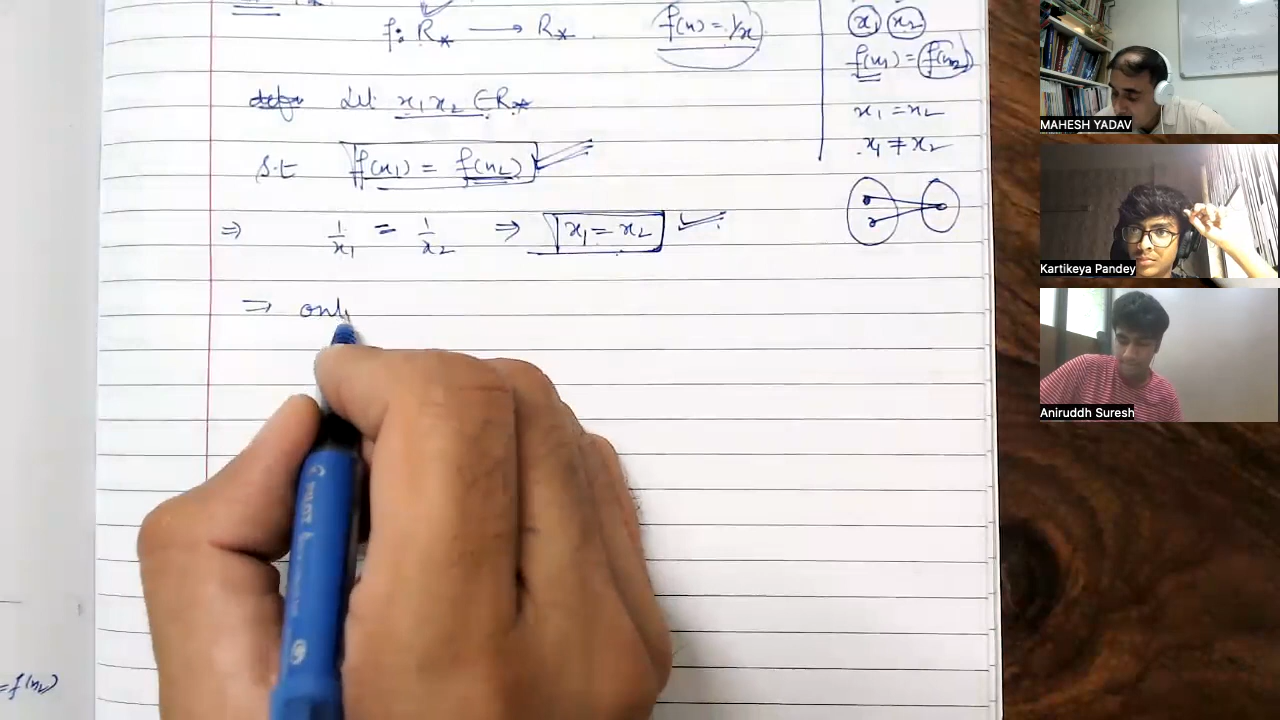 f: R* → R* f(x) = 1/x
Let x₁ x₂ ∈ R*
s.t f(x₁) = f(x₂)
⇒ 1/x₁ = 1/x₂ ⇒ x₁ = x₂
⇒ only
x₁ x₂
f(x₁) = f(x₂)
x₁ = x₂
x₁ ≠ x₂
= f(x₂)
MAHESH YADAV
Kartikeya Pandey
Aniruddh Suresh